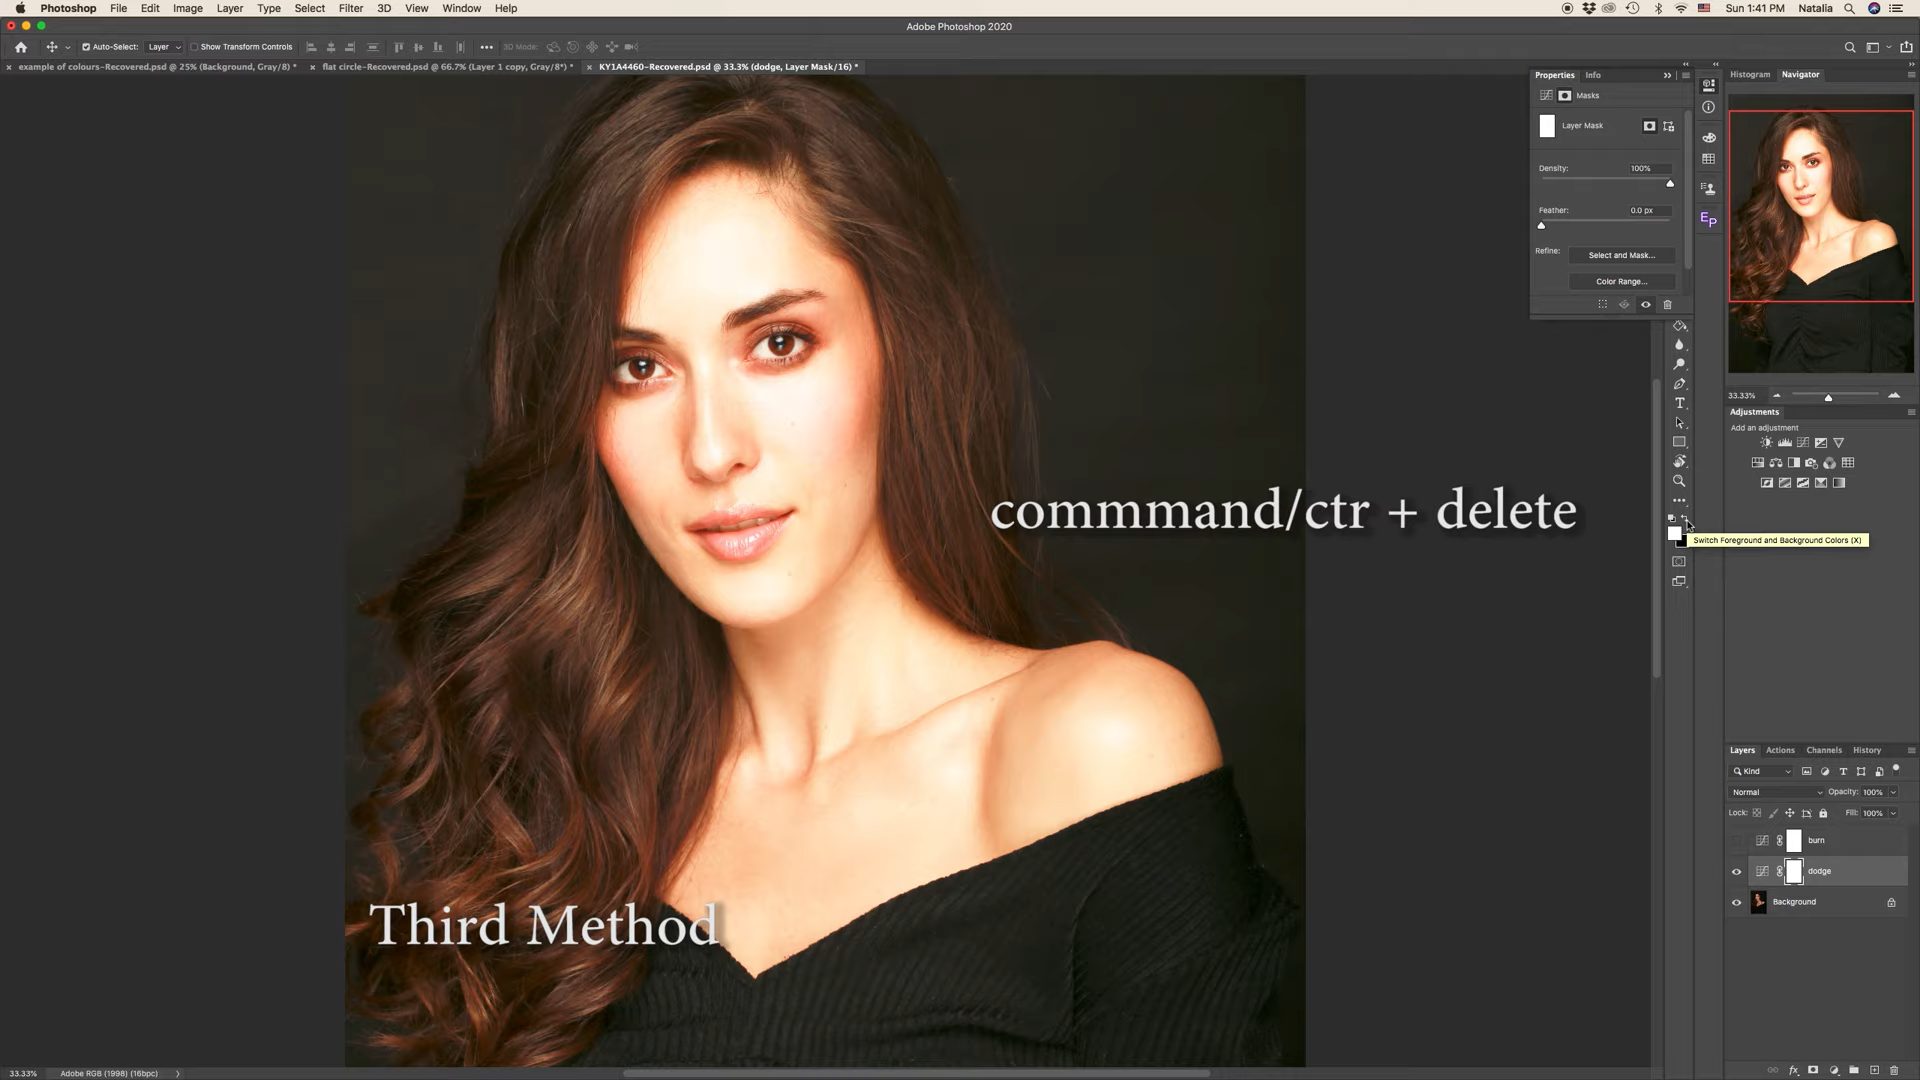 Photoshop File Edit Image Layer Type Select Filter 3D View Window Help Sun 1:41 PM Natalia
Adobe Photoshop 2020
Auto-Select: Layer Show Transform Controls 3D Mode:
example of colours-Recovered.psd @ 25% (Background, Gray/8) * flat circle-Recovered.psd @ 66.7% (Layer 1 copy, Gray/8*) * KY1A4460-Recovered.psd @ 33.3% (dodge, Layer Mask/16) *
Properties Info
Masks
Layer Mask
Density: 100%
Feather: 0.0 px
Refine: Select and Mask...
Color Range...
EP
Histogram Navigator
33.33%
Adjustments
Add an adjustment
commmand/ctr + delete
Switch Foreground and Background Colors (X)
Third Method
Layers Actions Channels History
Kind
Normal Opacity: 100%
Lock: Fill: 100%
burn
dodge
Background
fx
33.33% Adobe RGB (1998) (16bpc)